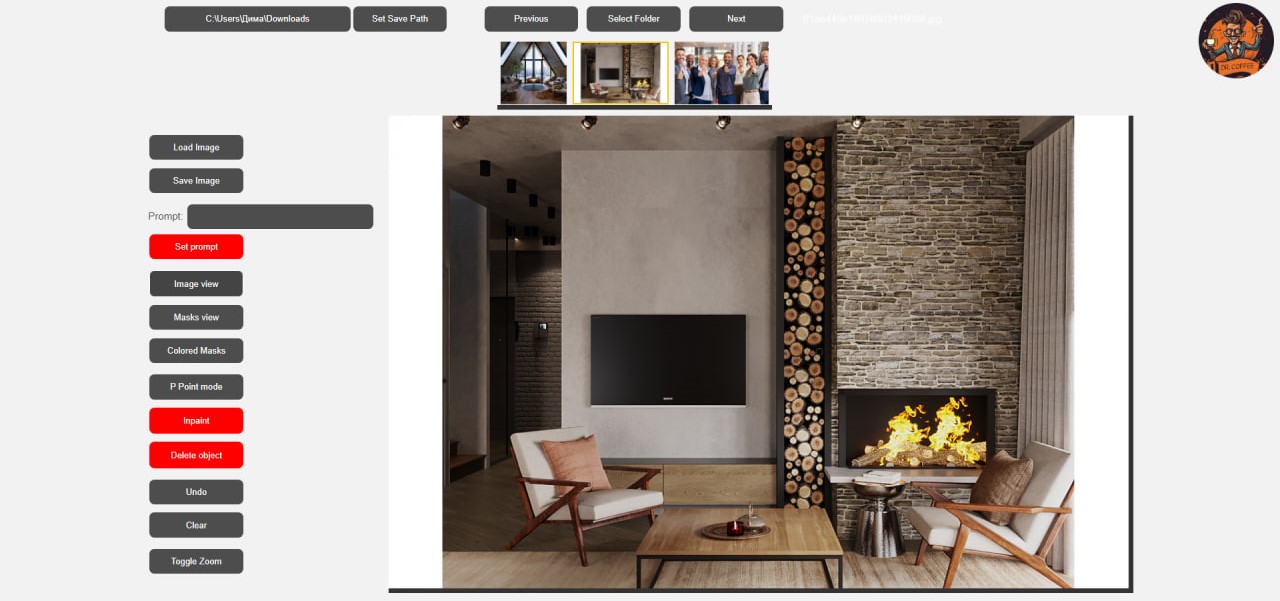 C:\Users\Дима\Downloads
Set Save Path
Previous
Select Folder
Next
DR. COFFEE
Load Image
Save Image
Prompt:
Set prompt
Image view
Masks view
Colored Masks
P Point mode
Inpaint
Delete object
Undo
Clear
Toggle Zoom